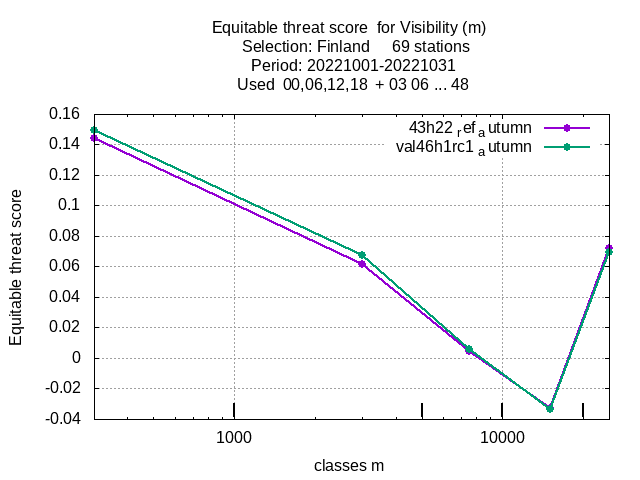 Equitable threat score for Visibility (m)
Selection: Finland 69 stations
Period: 20221001-20221031
Used 00,06,12,18 + 03 06 ... 48
43h22 ref autumn
val46h1rc1 autumn
Equitable threat score
0.16
0.14
0.12
0.1
0.08
0.06
0.04
0.02
0
-0.02
-0.04
1000 10000
classes m